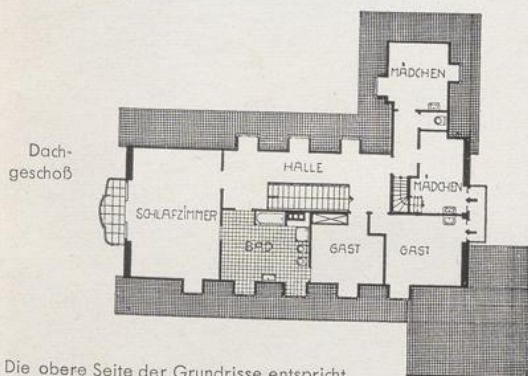 MÄDCHEN
Dach-
geschoß
HALLE
MÄDCHEN
SCHLAFZIMMER
BAD
GAST
GAST
Die obere Seite der Grundrisse entspricht